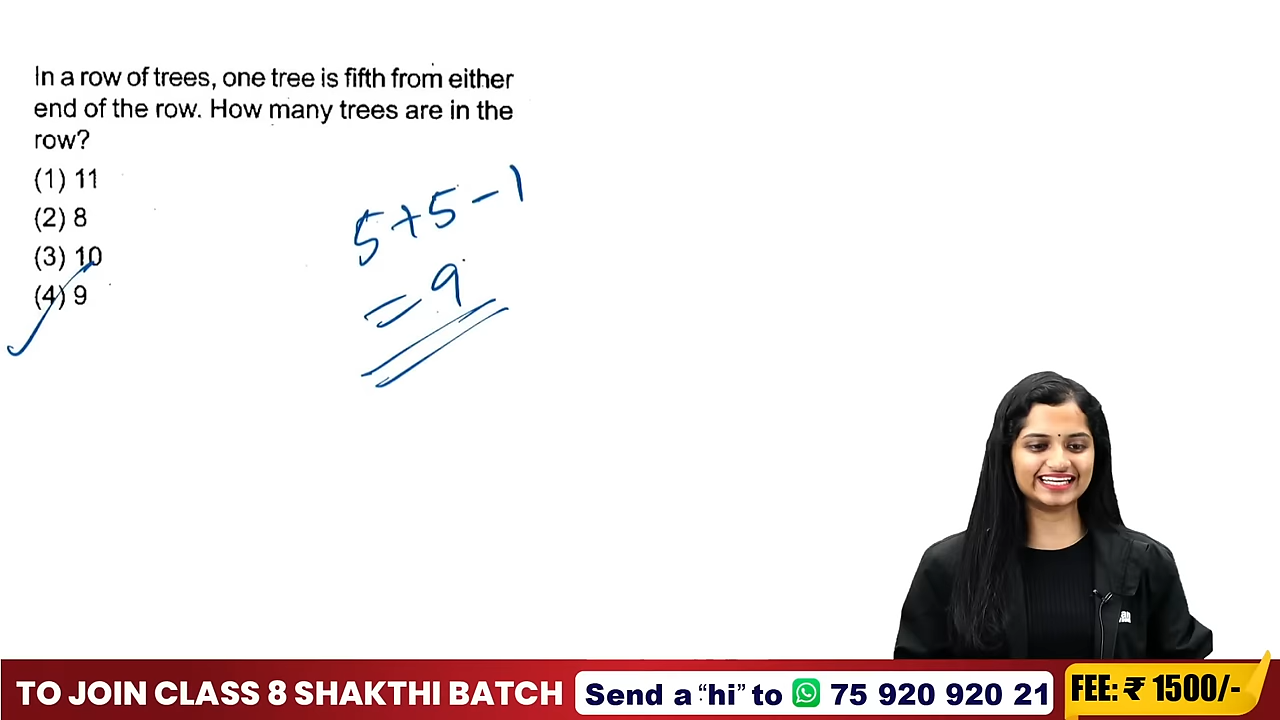 In a row of trees, one tree is fifth from either
end of the row. How many trees are in the
row?
(1) 11
(2) 8
(3) 10
(4) 9
5+5-1
= 9
TO JOIN CLASS 8 SHAKTHI BATCH
Send a “hi” to 75 920 920 21
FEE: ₹ 1500/-